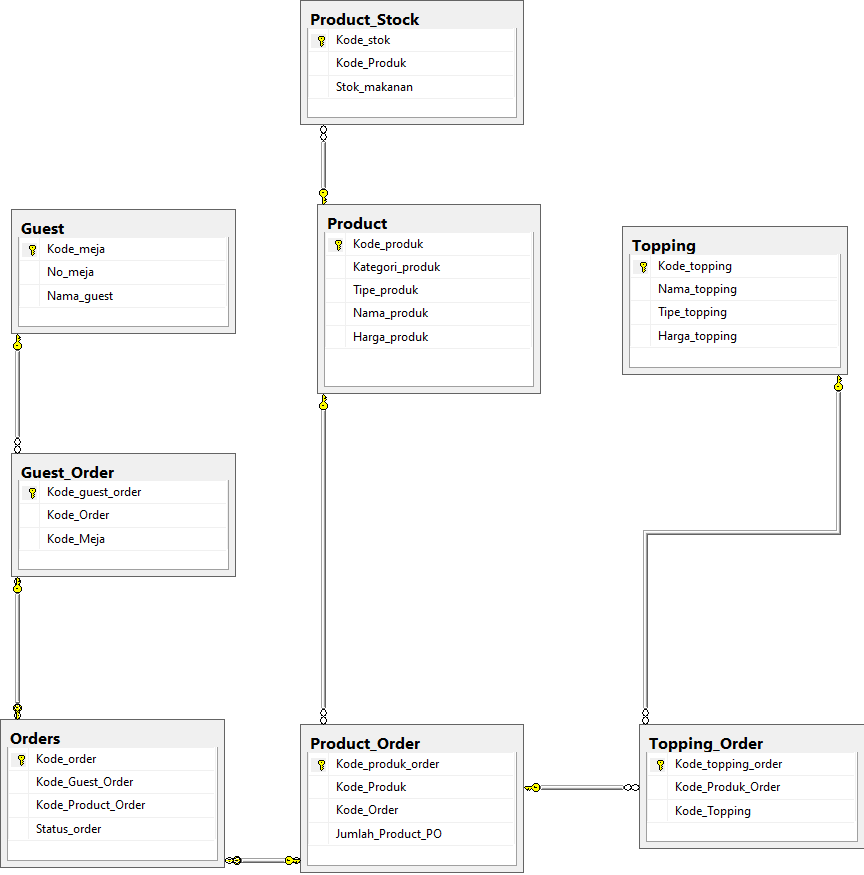 Product_Stock
Kode_stok
Kode_Produk
Stok_makanan
Guest
Kode_meja
No_meja
Nama_guest
Product
Kode_produk
Kategori_produk
Tipe_produk
Nama_produk
Harga_produk
Topping
Kode_topping
Nama_topping
Tipe_topping
Harga_topping
Guest_Order
Kode_guest_order
Kode_Order
Kode_Meja
Orders
Kode_order
Kode_Guest_Order
Kode_Product_Order
Status_order
Product_Order
Kode_produk_order
Kode_Produk
Kode_Order
Jumlah_Product_PO
Topping_Order
Kode_topping_order
Kode_Produk_Order
Kode_Topping